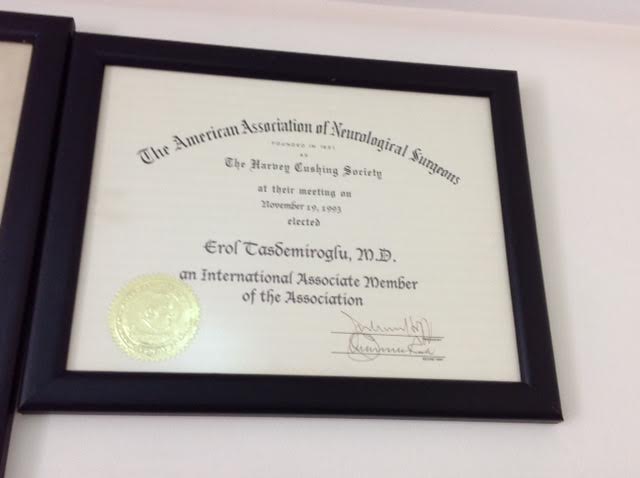 The American Association of Neurological Surgeons
FOUNDED IN 1931
AS
The Harvey Cushing Society
at their meeting on
November 19, 1993
elected
Erol Tasdemiroglu, M.D.
an International Associate Member
of the Association